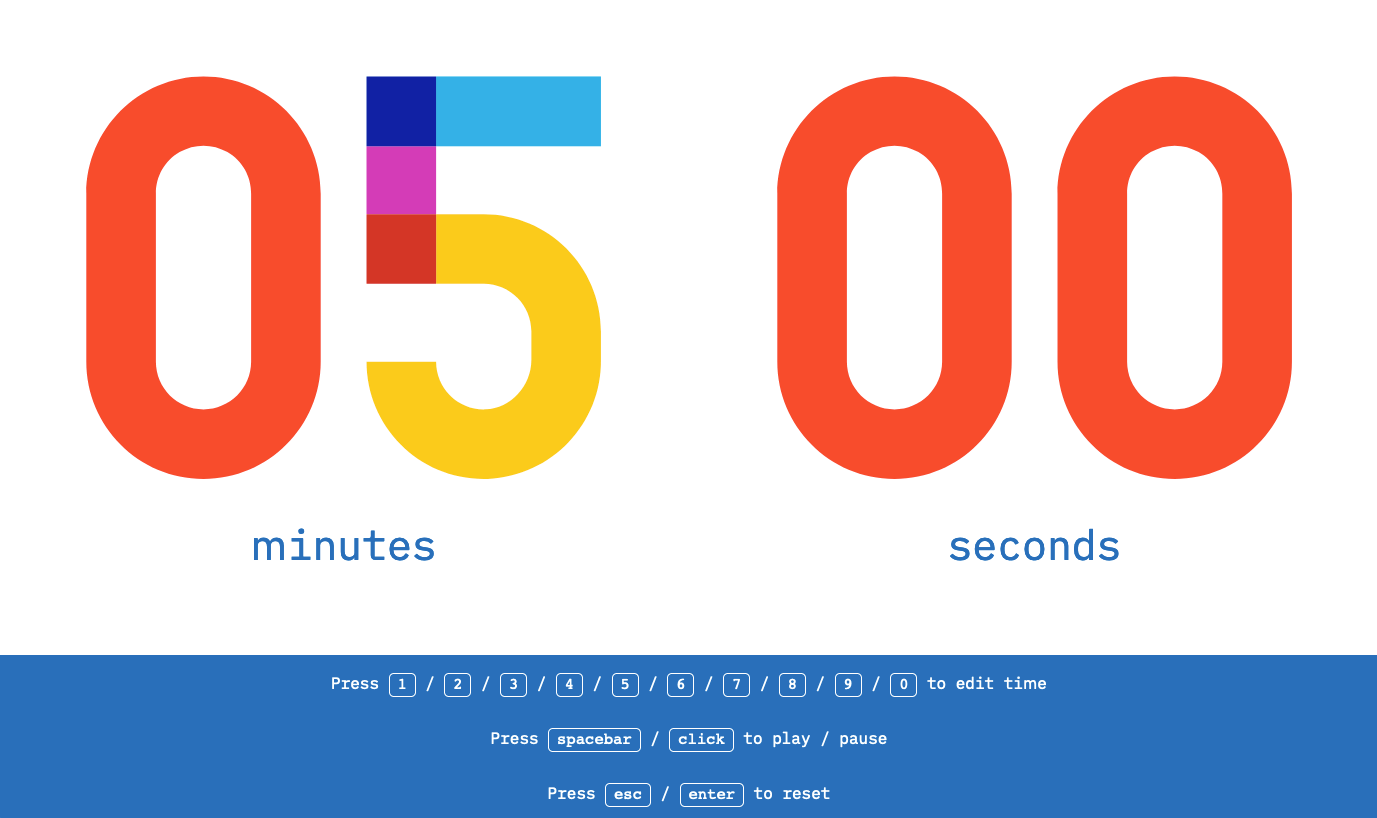 05 00
minutes seconds
Press 1 / 2 / 3 / 4 / 5 / 6 / 7 / 8 / 9 / 0 to edit time
Press spacebar / click to play / pause
Press esc / enter to reset